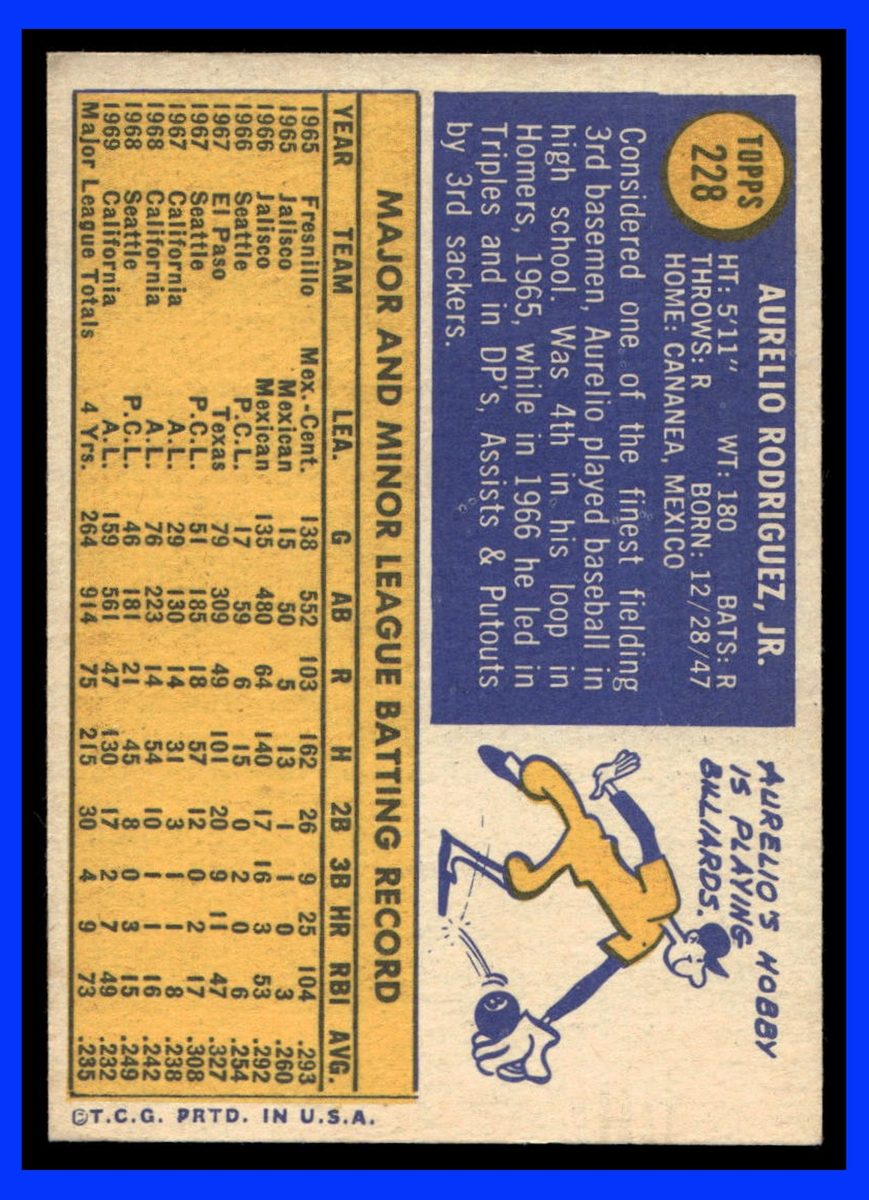 TOPPS
228
AURELIO RODRIGUEZ, JR.
HT: 5'11" WT: 180 BATS: R
THROWS: R BORN: 12/28/47
HOME: CANANEA, MEXICO
Considered one of the finest fielding
3rd basemen, Aurelio played baseball in
high school. Was 4th in his loop in
Homers, 1965, while in 1966 he led in
Triples and in DP's, Assists & Putouts
by 3rd sackers.
AURELIO'S HOBBY
IS PLAYING
BILLIARDS.
MAJOR AND MINOR LEAGUE BATTING RECORD
YEAR TEAM LEA. G AB R H 2B 3B HR RBI AVG.
1965 Fresnillo Mex.-Cent. 138 552 103 162 26 9 25 104 .293
1965 Jalisco Mexican 15 50 5 13 1 1 0 3 .260
1966 Jalisco Mexican 135 480 64 140 17 16 3 53 .292
1966 Seattle P.C.L. 17 59 6 15 0 2 0 6 .254
1967 El Paso Texas 79 309 49 101 20 9 11 47 .327
1967 Seattle P.C.L. 51 185 18 57 12 0 2 17 .308
1967 California A.L. 29 130 14 31 3 1 1 8 .238
1968 California A.L. 76 223 14 54 10 1 1 16 .242
1968 Seattle P.C.L. 46 181 21 45 8 0 3 15 .249
1969 California A.L. 159 561 47 130 17 2 7 49 .232
Major League Totals 4 Yrs. 264 914 75 215 30 4 9 73 .235
©T.C.G. PRTD. IN U.S.A.